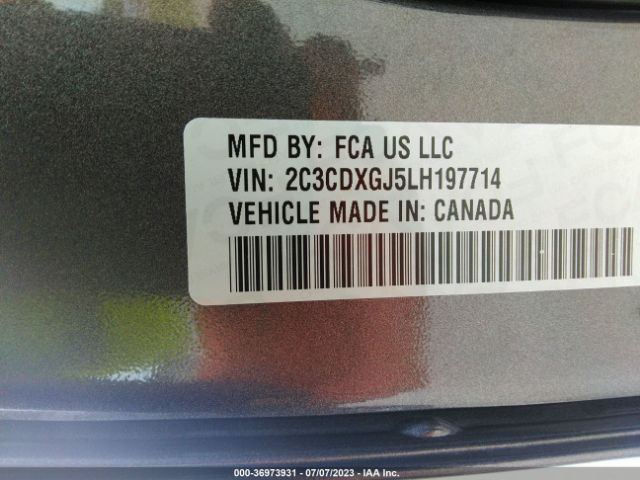 MFD BY: FCA US LLC
VIN: 2C3CDXGJ5LH197714
VEHICLE MADE IN: CANADA
000-36973931 - 07/07/2023 - IAA Inc.